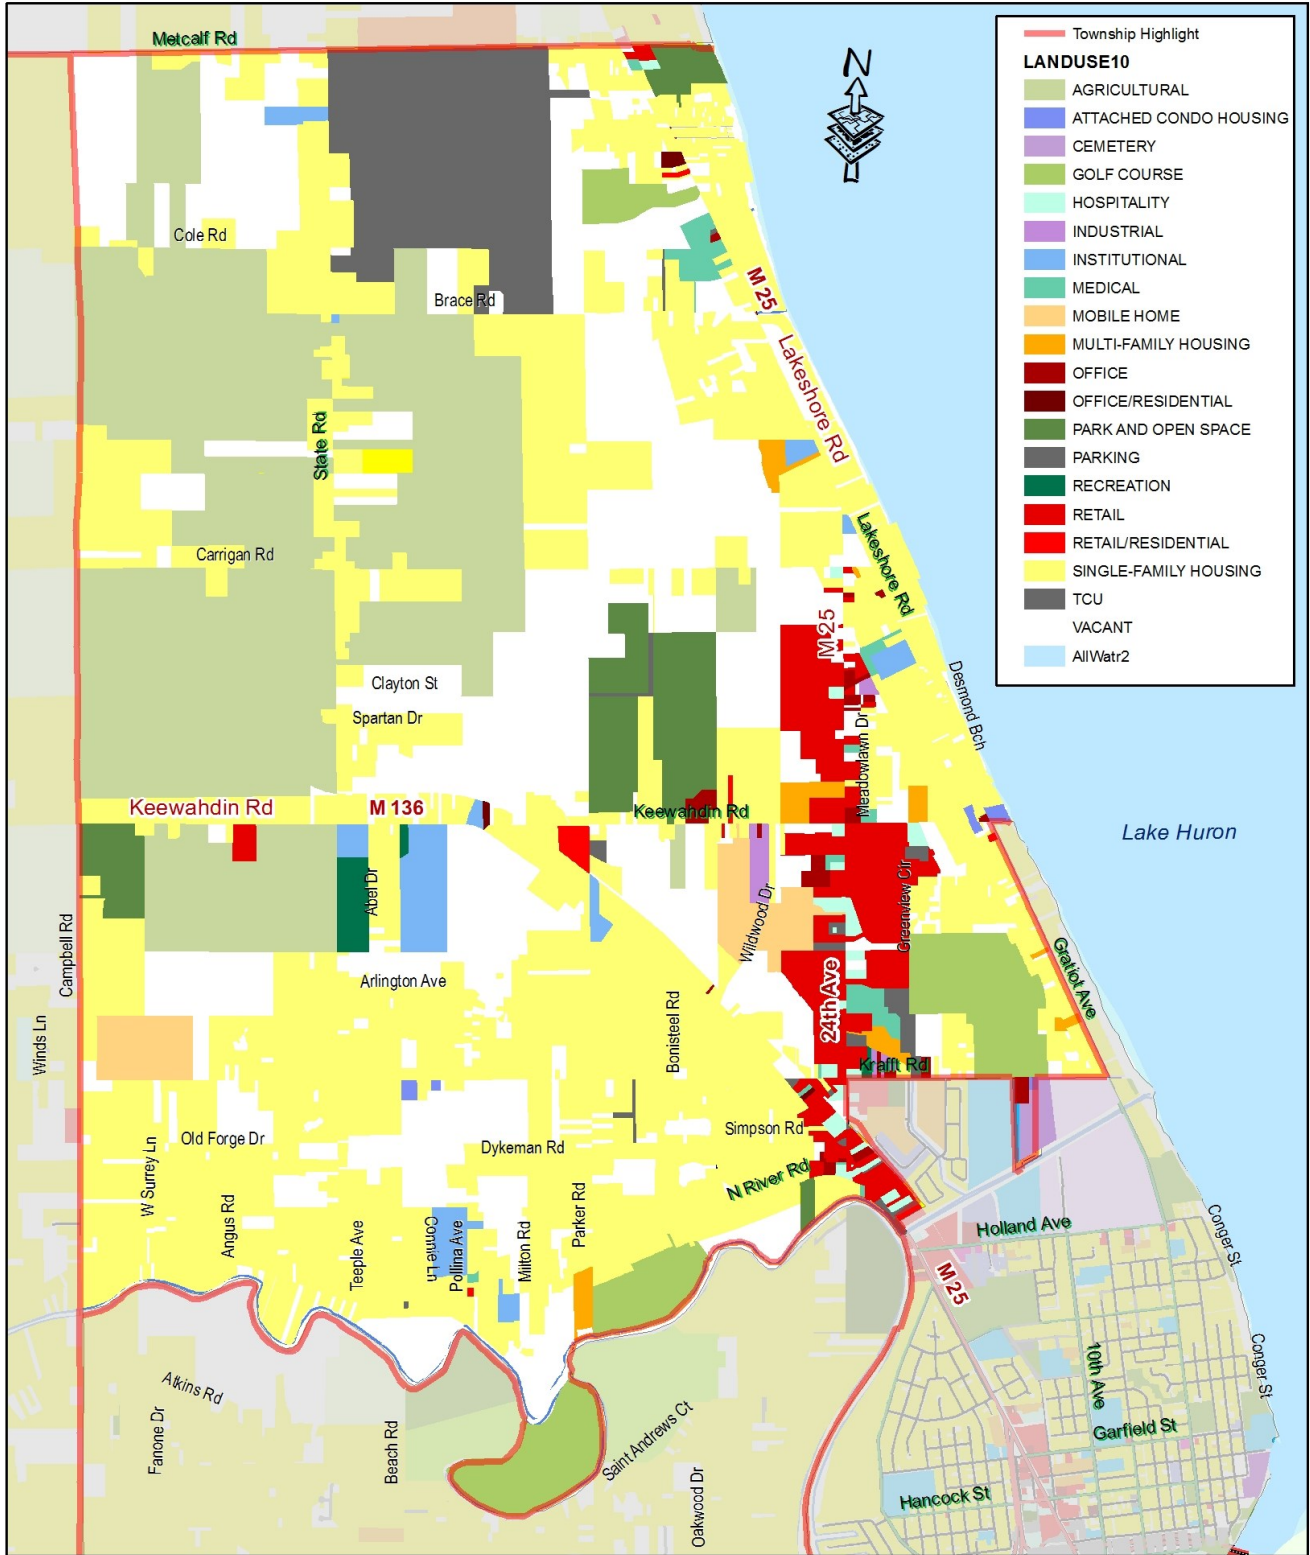 Metcalf Rd
N
Township Highlight
LANDUSE10
AGRICULTURAL
ATTACHED CONDO HOUSING
CEMETERY
GOLF COURSE
HOSPITALITY
INDUSTRIAL
INSTITUTIONAL
MEDICAL
MOBILE HOME
MULTI-FAMILY HOUSING
OFFICE
OFFICE/RESIDENTIAL
PARK AND OPEN SPACE
PARKING
RECREATION
RETAIL
RETAIL/RESIDENTIAL
SINGLE-FAMILY HOUSING
TCU
VACANT
AllWatr2
Cole Rd
Brace Rd
M 25
Lakeshore Rd
State Rd
Carrigan Rd
Lakeshore Rd
M 25
Clayton St
Spartan Dr
Desmond Bch
Meadowlawn Dr
Keewahdin Rd
M 136
Keewahdin Rd
Lake Huron
Abel Dr
Wildwood Dr
Greenview Cir
Campbell Rd
Arlington Ave
24th Ave
Gratiot Ave
Winds Ln
Bonisteel Rd
Krafft Rd
Old Forge Dr
W Surrey Ln
Dykeman Rd
Simpson Rd
N River Rd
Angus Rd
Teeple Ave
Connie Ln
Pollina Ave
Milton Rd
Parker Rd
Holland Ave
Conger St
M 25
10th Ave
Conger St
Atkins Rd
Fanone Dr
Beach Rd
Saint Andrews Ct
Oakwood Dr
Garfield St
Hancock St